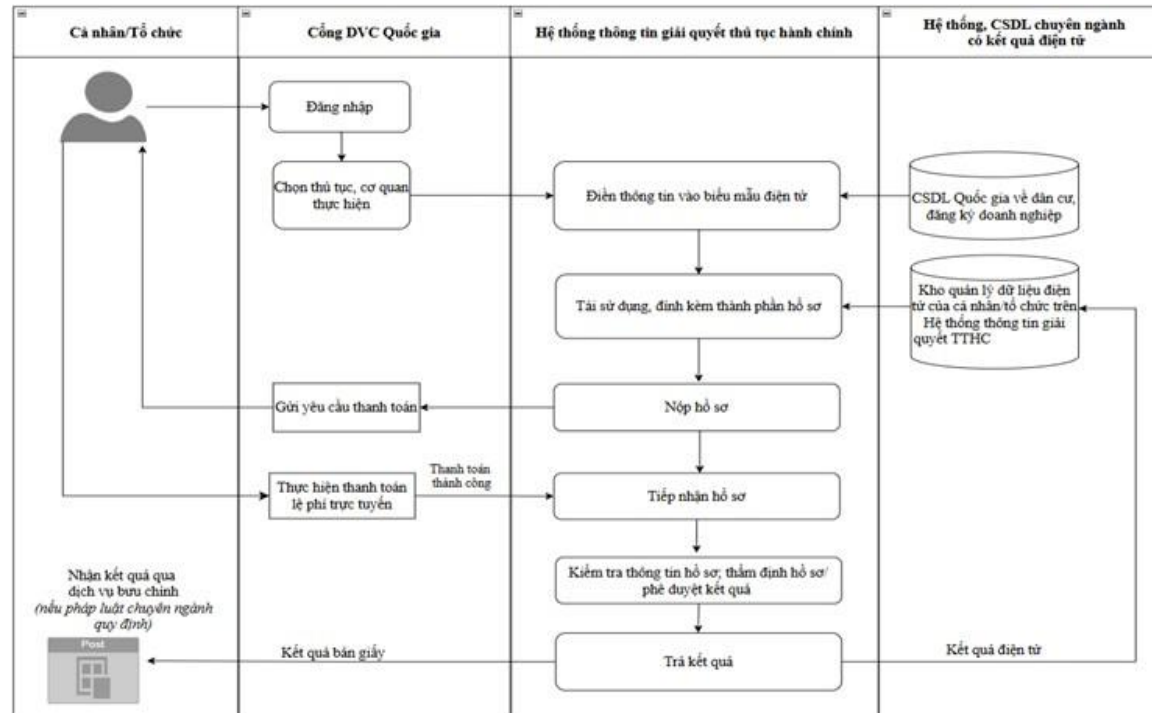 Cá nhân/Tổ chức
Cổng DVC Quốc gia
Hệ thống thông tin giải quyết thủ tục hành chính
Hệ thống, CSDL chuyên ngành
có kết quả điện tử
Đăng nhập
Chọn thủ tục, cơ quan
thực hiện
Điền thông tin vào biểu mẫu điện tử
CSDL Quốc gia về dân cư,
đăng ký doanh nghiệp
Tái sử dụng, đính kèm thành phần hồ sơ
Kho quản lý dữ liệu điện
tử của cá nhân/tổ chức trên
Hệ thống thông tin giải
quyết TTHC
Gửi yêu cầu thanh toán
Nộp hồ sơ
Thực hiện thanh toán
lệ phí trực tuyến
Thanh toán
thành công
Tiếp nhận hồ sơ
Kiểm tra thông tin hồ sơ; thẩm định hồ sơ/
phê duyệt kết quả
Nhận kết quả qua
dịch vụ bưu chính
(nếu pháp luật chuyên ngành
quy định)
Post
Kết quả bản giấy
Trả kết quả
Kết quả điện tử